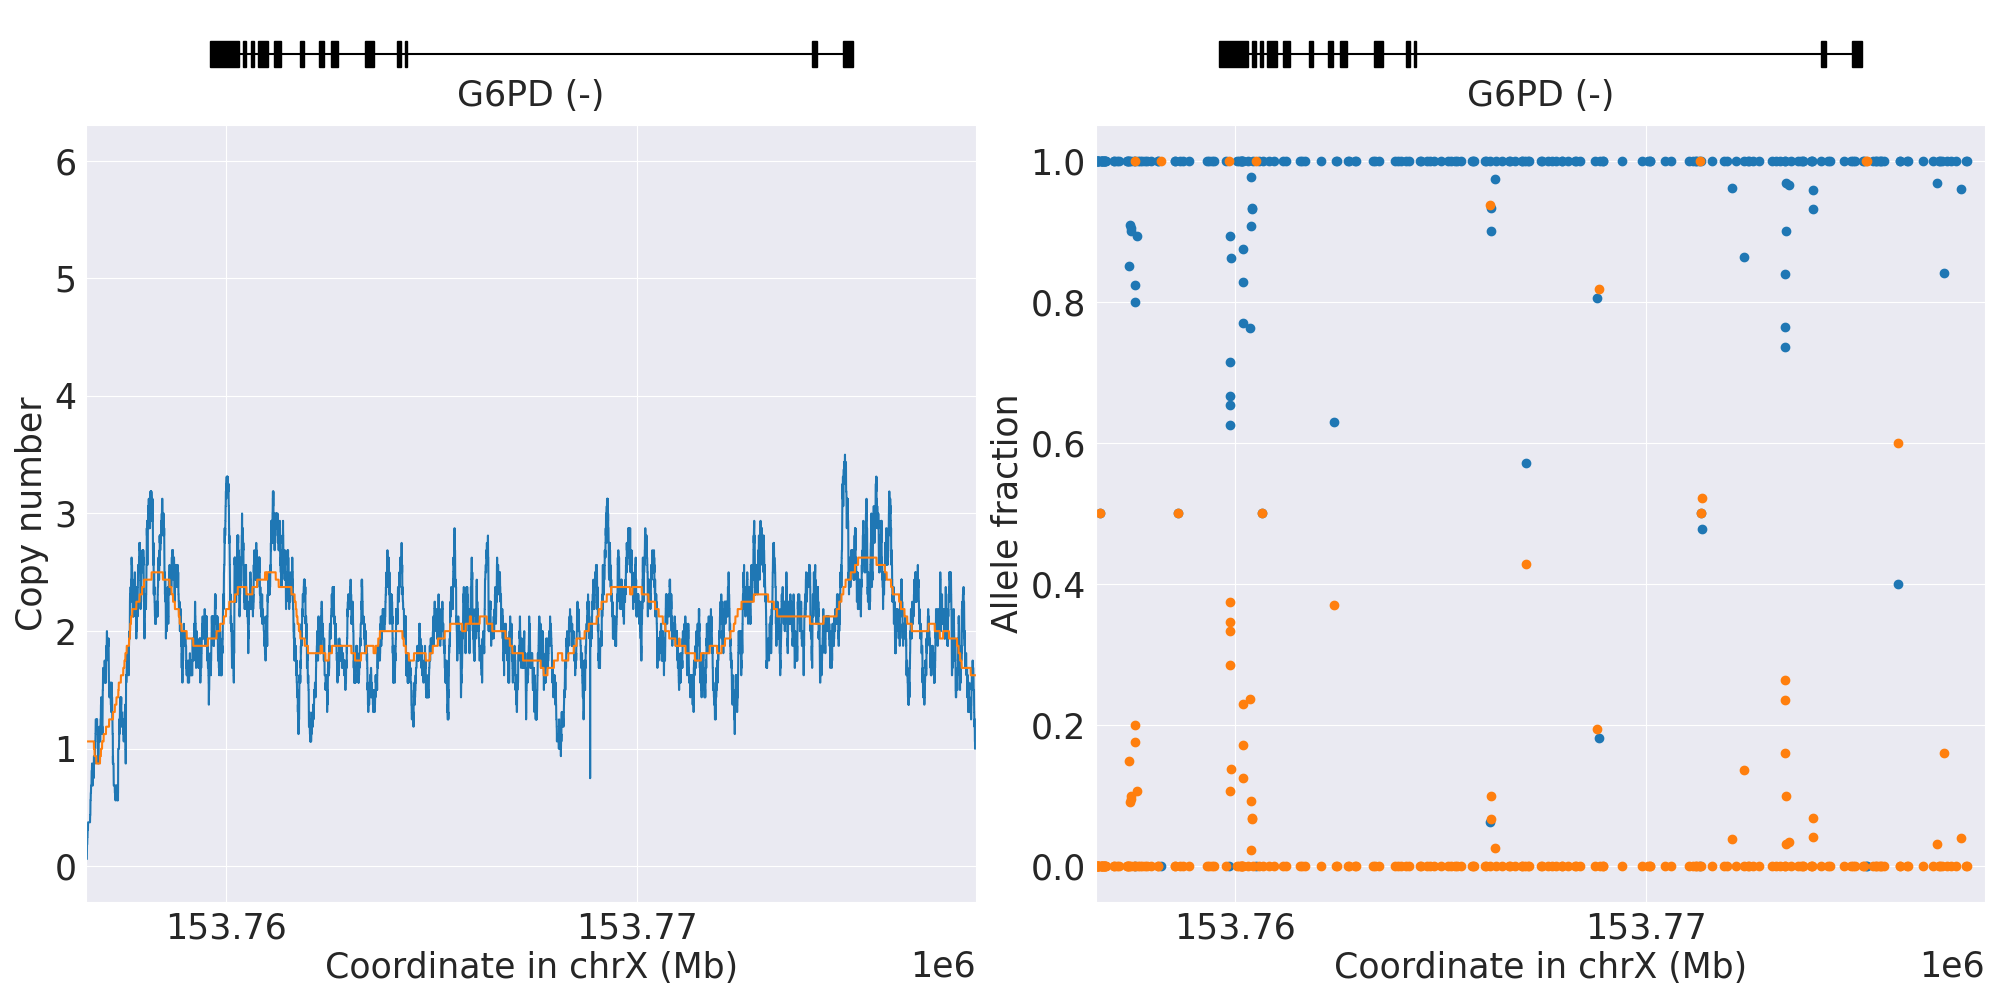 G6PD (-)
6
5
4
3
2
1
0
Copy number
153.76
153.77
Coordinate in chrX (Mb)
1e6
G6PD (-)
1.0
0.8
0.6
0.4
0.2
0.0
Allele fraction
153.76
153.77
Coordinate in chrX (Mb)
1e6